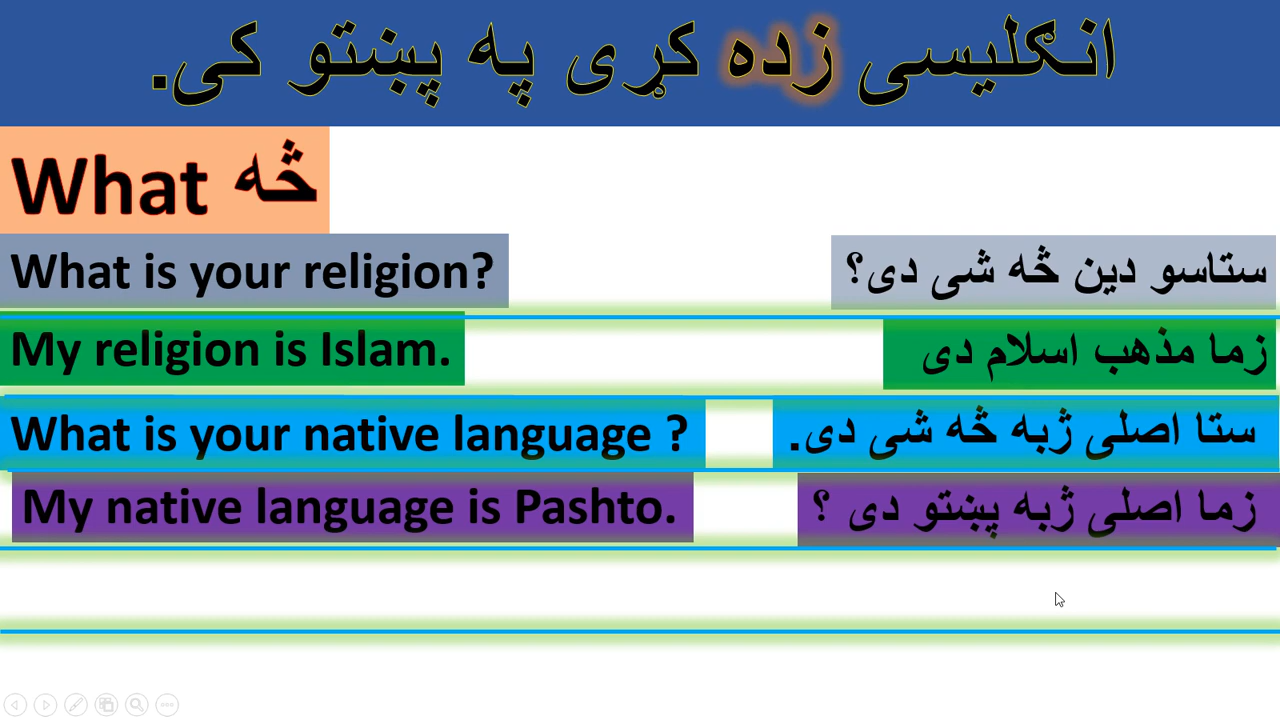 انګلیسی زده کړی په پښتو کی.
What څه
What is your religion? ستاسو دین څه شی دی؟
My religion is Islam. زما مذهب اسلام دی
What is your native language ? ستا اصلی ژبه څه شی دی.
My native language is Pashto. زما اصلی ژبه پښتو دی ؟